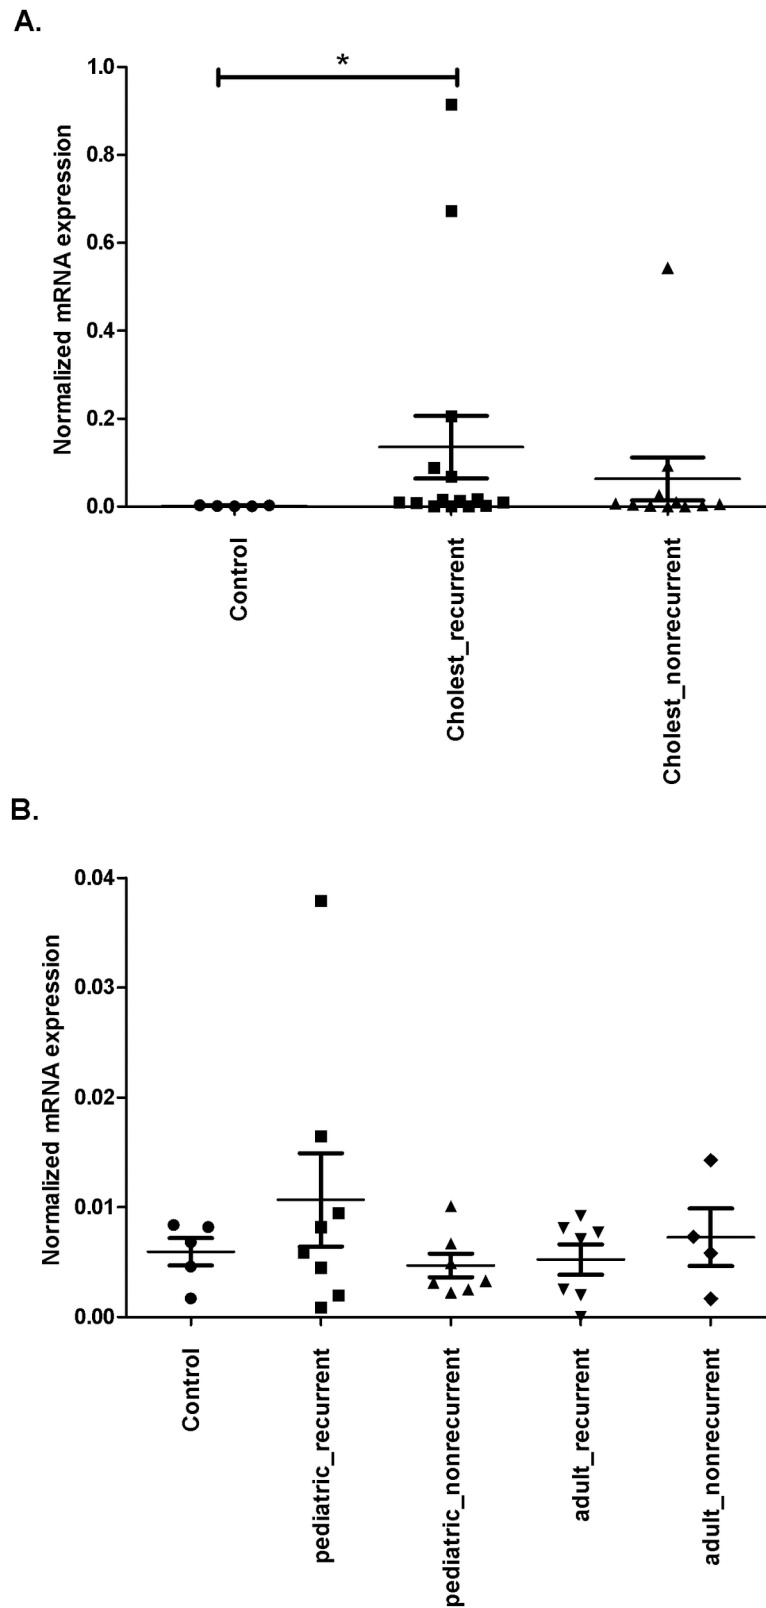 A.
*
1.0
0.8
0.6
0.4
0.2
0.0
Normalized mRNA expression
Control
Cholest_recurrent
Cholest_nonrecurrent
B.
0.04
0.03
0.02
0.01
0.00
Normalized mRNA expression
Control
pediatric_recurrent
pediatric_nonrecurrent
adult_recurrent
adult_nonrecurrent